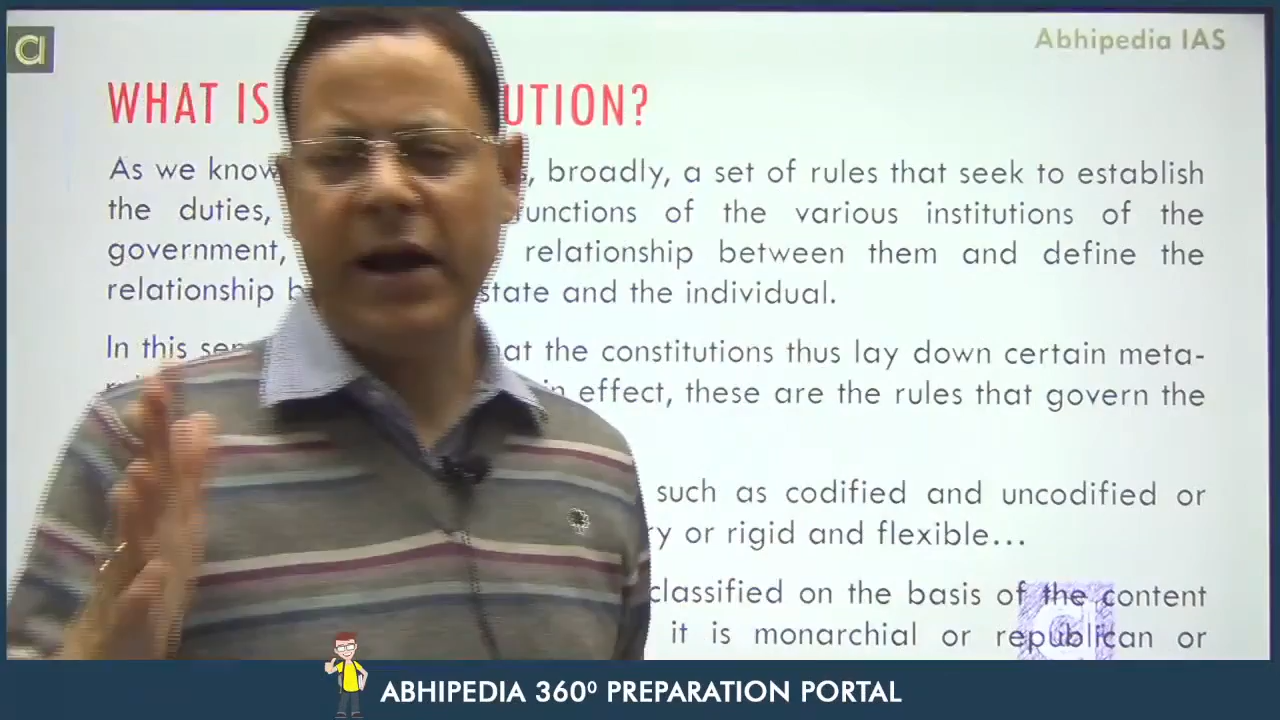 Abhipedia IAS
WHAT IS UTION?
As we know , broadly, a set of rules that seek to establish
the duties, functions of the various institutions of the
government, relationship between them and define the
relationship state and the individual.
In this at the constitutions thus lay down certain meta-
in effect, these are the rules that govern the
such as codified and uncodified or
or rigid and flexible...
classified on the basis of the content
it is monarchial or republican or
ABHIPEDIA 360⁰ PREPARATION PORTAL